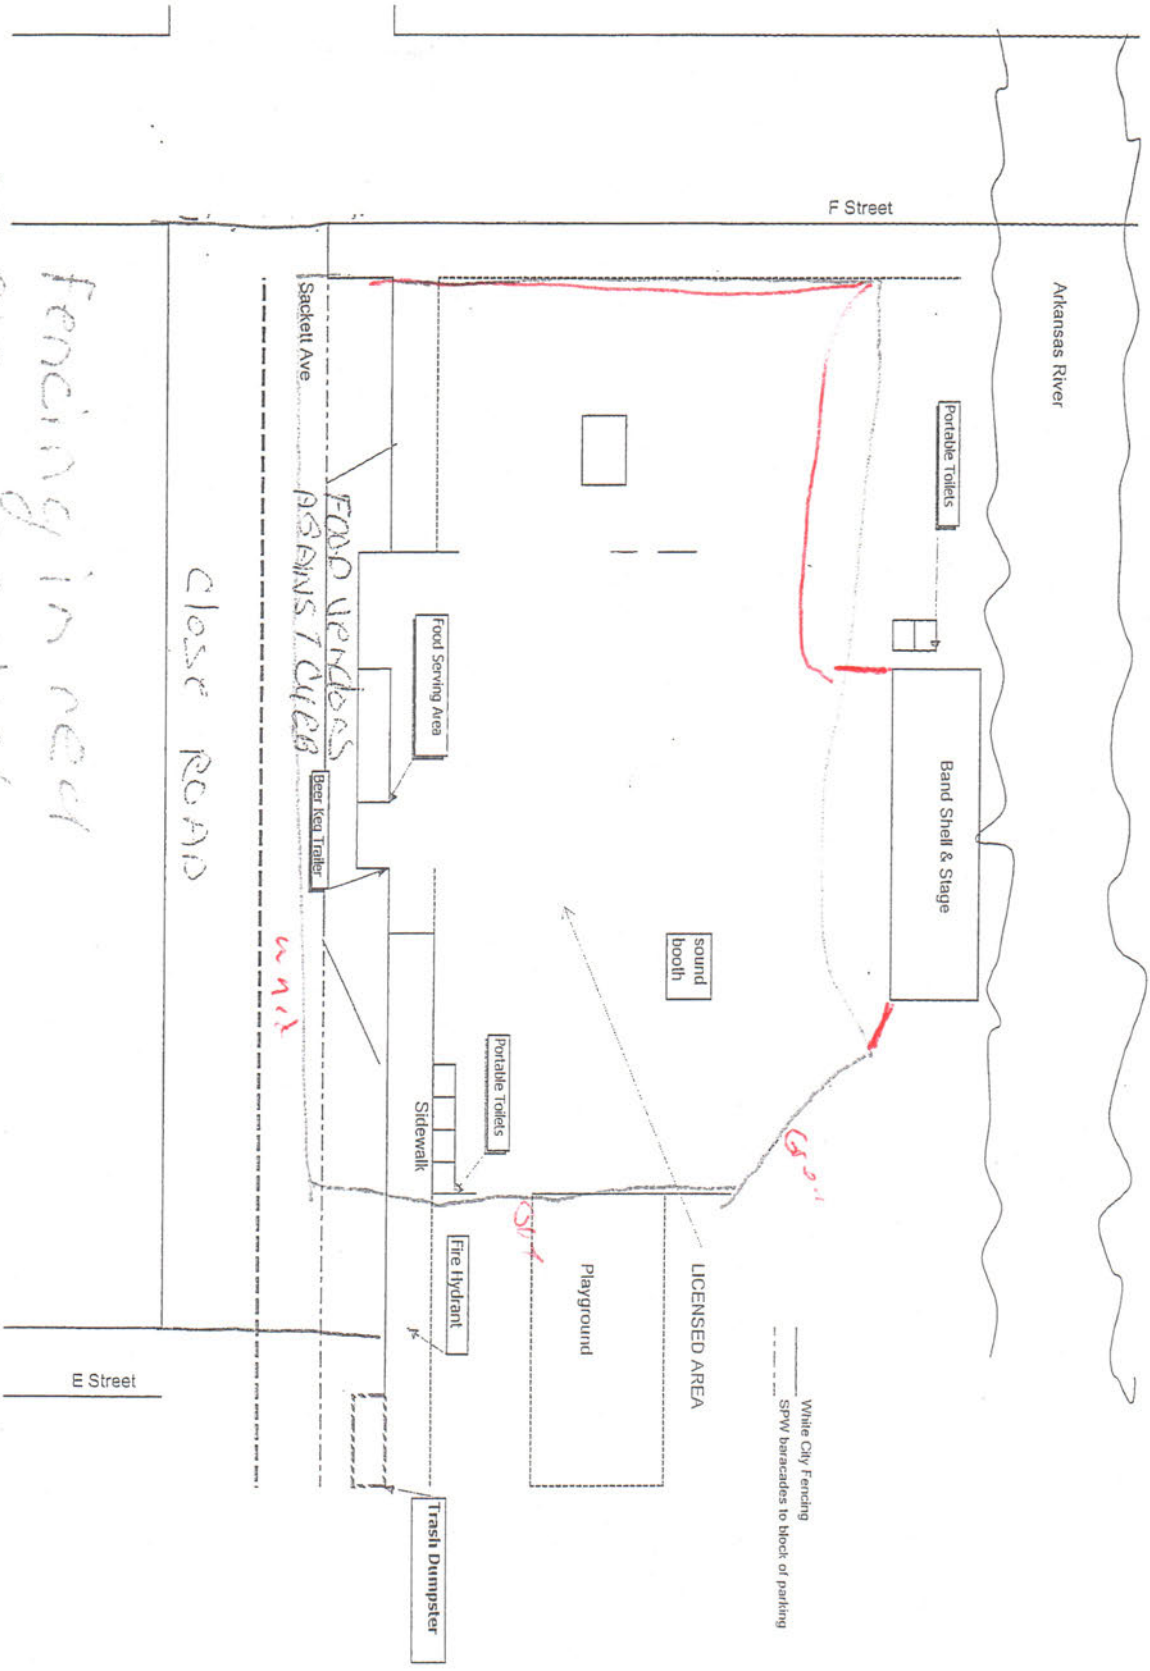 Arkansas River
F Street
Portable Toilets
Band Shell & Stage
White City Fencing
SPW baracades to block of parking
LICENSED AREA
sound
booth
Playground
Portable Toilets
Food Serving Area
Sidewalk
Fire Hydrant
Trash Dumpster
Beer Keg Trailer
Sackett Ave
FOOD VENDORS
AGAINST CURB
Close ROAD
E Street
Fencing in red